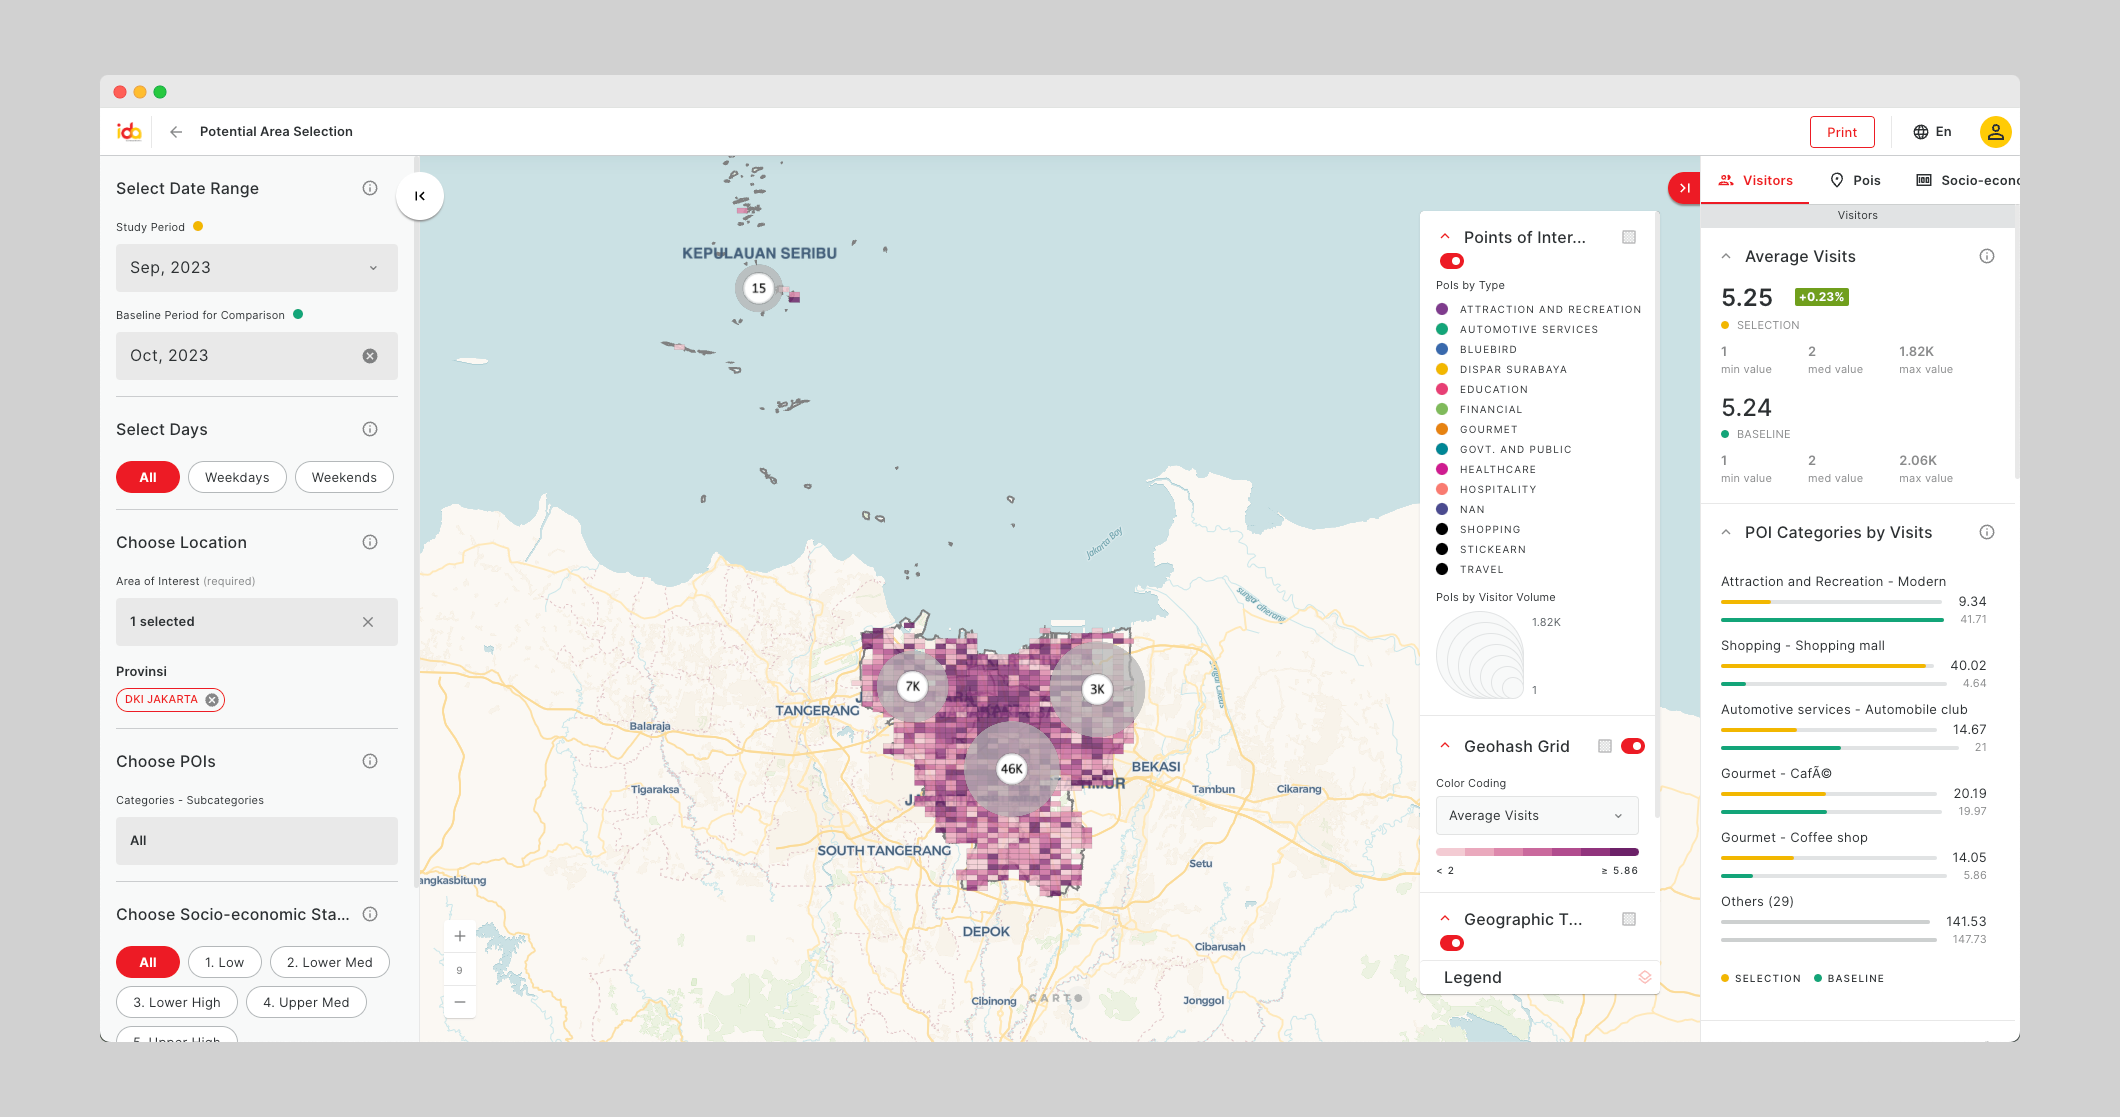 ida
Potential Area Selection
Print
En
Select Date Range
Study Period
Sep, 2023
Baseline Period for Comparison
Oct, 2023
Select Days
All
Weekdays
Weekends
Choose Location
Area of Interest (required)
1 selected
Provinsi
DKI JAKARTA
Choose POIs
Categories - Subcategories
All
Choose Socio-economic Sta...
All
1. Low
2. Lower Med
3. Lower High
4. Upper Med
5. Upper High
KEPULAUAN SERIBU
15
Jakarta Bay
sungai ciherang
7K
3K
TANGERANG
Balaraja
46K
BEKASI
Tigaraksa
Tambun
Cikarang
SOUTH TANGERANG
Setu
angkasbitung
DEPOK
Cibarusah
Cibinong
CARTO
Jonggol
+
9
−
Points of Inter...
PoIs by Type
ATTRACTION AND RECREATION
AUTOMOTIVE SERVICES
BLUEBIRD
DISPAR SURABAYA
EDUCATION
FINANCIAL
GOURMET
GOVT. AND PUBLIC
HEALTHCARE
HOSPITALITY
NAN
SHOPPING
STICKEARN
TRAVEL
PoIs by Visitor Volume
1.82K
1
Geohash Grid
Color Coding
Average Visits
< 2
≥ 5.86
Geographic T...
Legend
Visitors
Pois
Socio-econo
Visitors
Average Visits
5.25
+0.23%
SELECTION
1
2
1.82K
min value
med value
max value
5.24
BASELINE
1
2
2.06K
min value
med value
max value
POI Categories by Visits
Attraction and Recreation - Modern
9.34
41.71
Shopping - Shopping mall
40.02
4.64
Automotive services - Automobile club
14.67
21
Gourmet - CafÃ©
20.19
19.97
Gourmet - Coffee shop
14.05
5.86
Others (29)
141.53
147.73
SELECTION
BASELINE